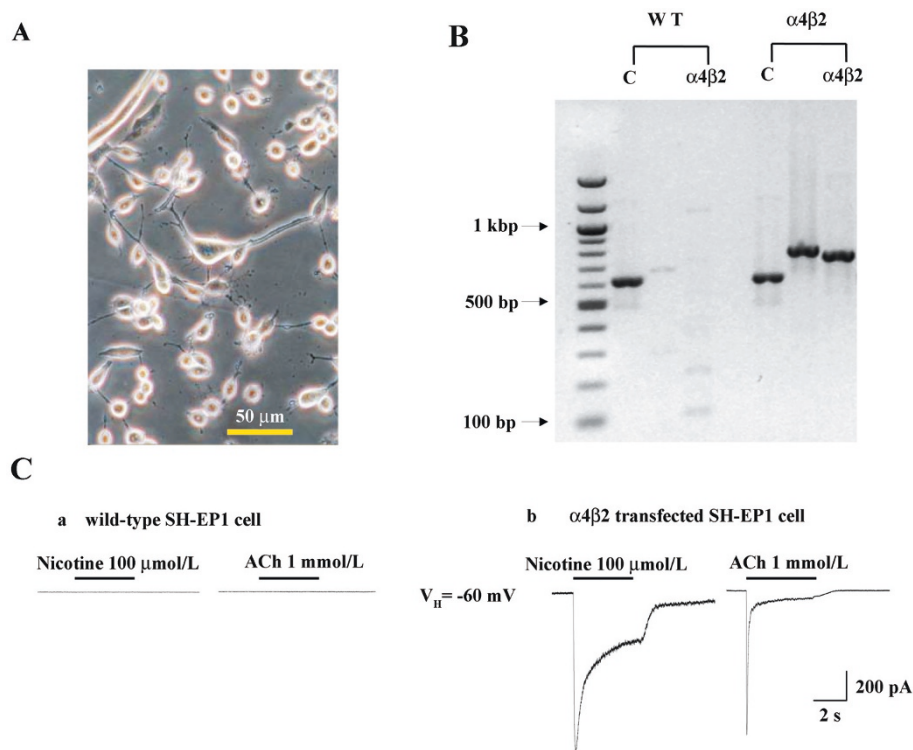 A
50 μm
B
W T
α4β2
C
α4β2
C
α4β2
1 kbp
500 bp
100 bp
C
a wild-type SH-EP1 cell
Nicotine 100 μmol/L
ACh 1 mmol/L
b α4β2 transfected SH-EP1 cell
Nicotine 100 μmol/L
ACh 1 mmol/L
V_H= -60 mV
200 pA
2 s